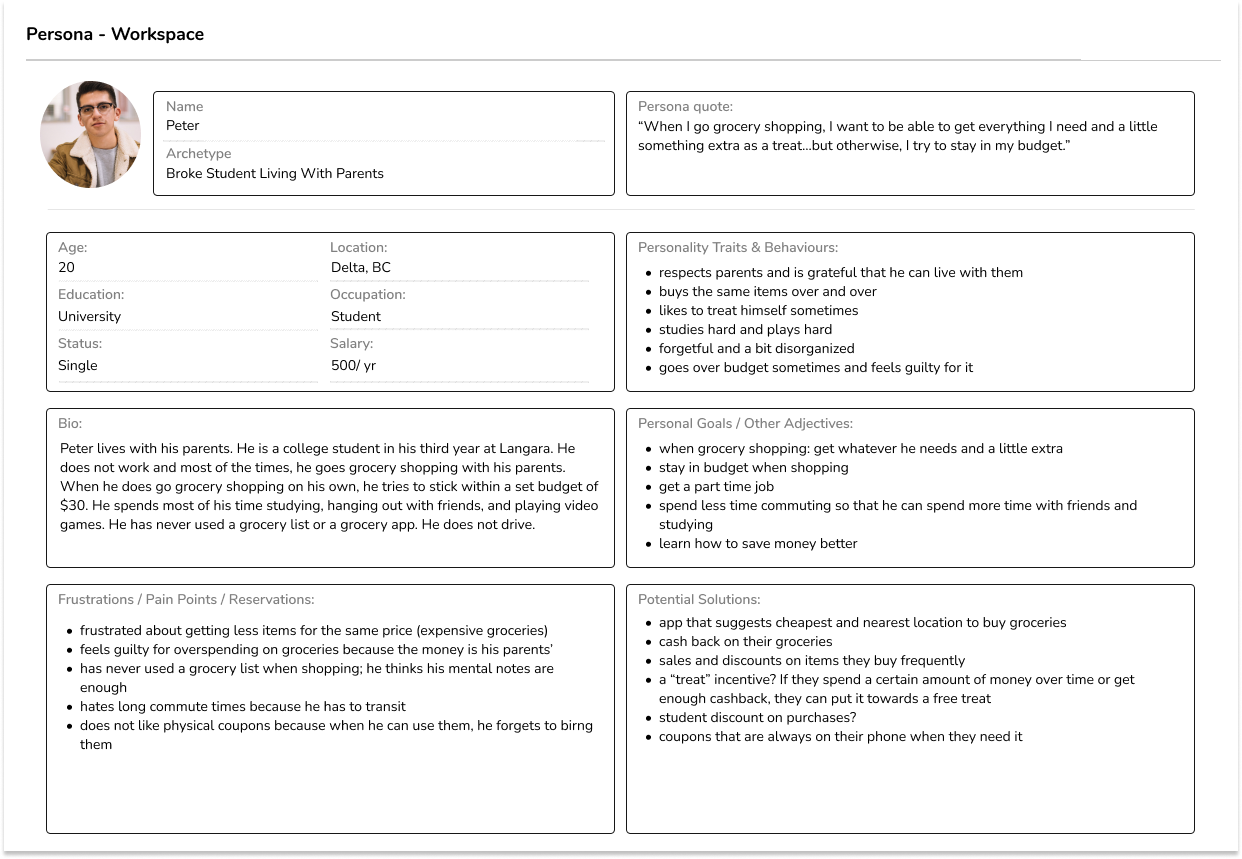 Persona - Workspace
Name
Peter
Archetype
Broke Student Living With Parents
Persona quote:
“When I go grocery shopping, I want to be able to get everything I need and a little
something extra as a treat...but otherwise, I try to stay in my budget.”
Age:
20
Location:
Delta, BC
Education:
University
Occupation:
Student
Status:
Single
Salary:
500/ yr
Personality Traits & Behaviours:
• respects parents and is grateful that he can live with them
• buys the same items over and over
• likes to treat himself sometimes
• studies hard and plays hard
• forgetful and a bit disorganized
• goes over budget sometimes and feels guilty for it
Bio:
Peter lives with his parents. He is a college student in his third year at Langara. He
does not work and most of the times, he goes grocery shopping with his parents.
When he does go grocery shopping on his own, he tries to stick within a set budget of
$30. He spends most of his time studying, hanging out with friends, and playing video
games. He has never used a grocery list or a grocery app. He does not drive.
Personal Goals / Other Adjectives:
• when grocery shopping: get whatever he needs and a little extra
• stay in budget when shopping
• get a part time job
• spend less time commuting so that he can spend more time with friends and
studying
• learn how to save money better
Frustrations / Pain Points / Reservations:
• frustrated about getting less items for the same price (expensive groceries)
• feels guilty for overspending on groceries because the money is his parents’
• has never used a grocery list when shopping; he thinks his mental notes are
enough
• hates long commute times because he has to transit
• does not like physical coupons because when he can use them, he forgets to birng
them
Potential Solutions:
• app that suggests cheapest and nearest location to buy groceries
• cash back on their groceries
• sales and discounts on items they buy frequently
• a “treat” incentive? If they spend a certain amount of money over time or get
enough cashback, they can put it towards a free treat
• student discount on purchases?
• coupons that are always on their phone when they need it